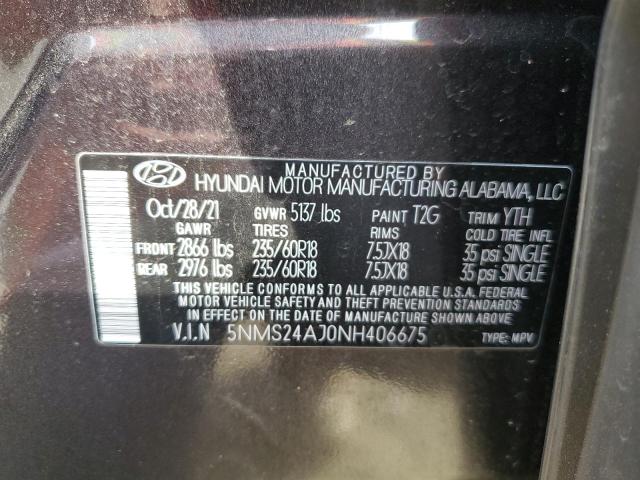 MANUFACTURED BY
HYUNDAI MOTOR MANUFACTURING ALABAMA, LLC
Oct/28/21 GVWR 5137 lbs PAINT T2G TRIM YTH
GAWR TIRES RIMS COLD TIRE INFL
FRONT 2866 lbs 235/60R18 7.5JX18 35 psi SINGLE
REAR 2976 lbs 235/60R18 7.5JX18 35 psi SINGLE
THIS VEHICLE CONFORMS TO ALL APPLICABLE FEDERAL
MOTOR VEHICLE SAFETY AND THEFT PREVENTION STANDARDS
IN EFFECT ON THE DATE OF MANUFACTURE SHOWN ABOVE
V.I.N 5NMS24AJ0NH406675 TYPE: MPV